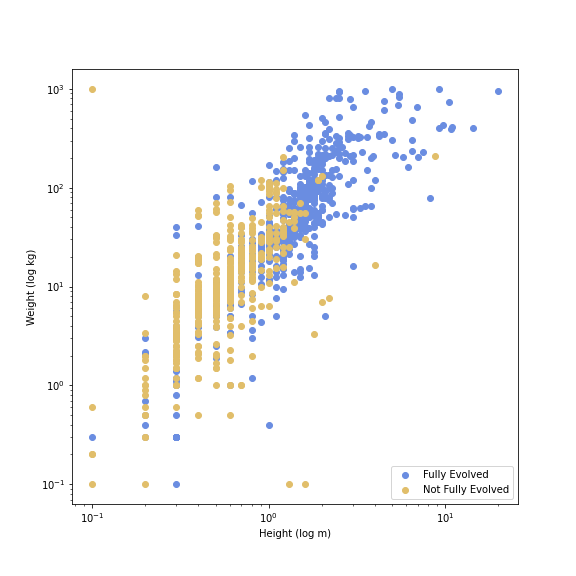 Weight (log kg)
10³
10²
10¹
10⁰
10⁻¹
10⁻¹ 10⁰ 10¹
Height (log m)
Fully Evolved
Not Fully Evolved